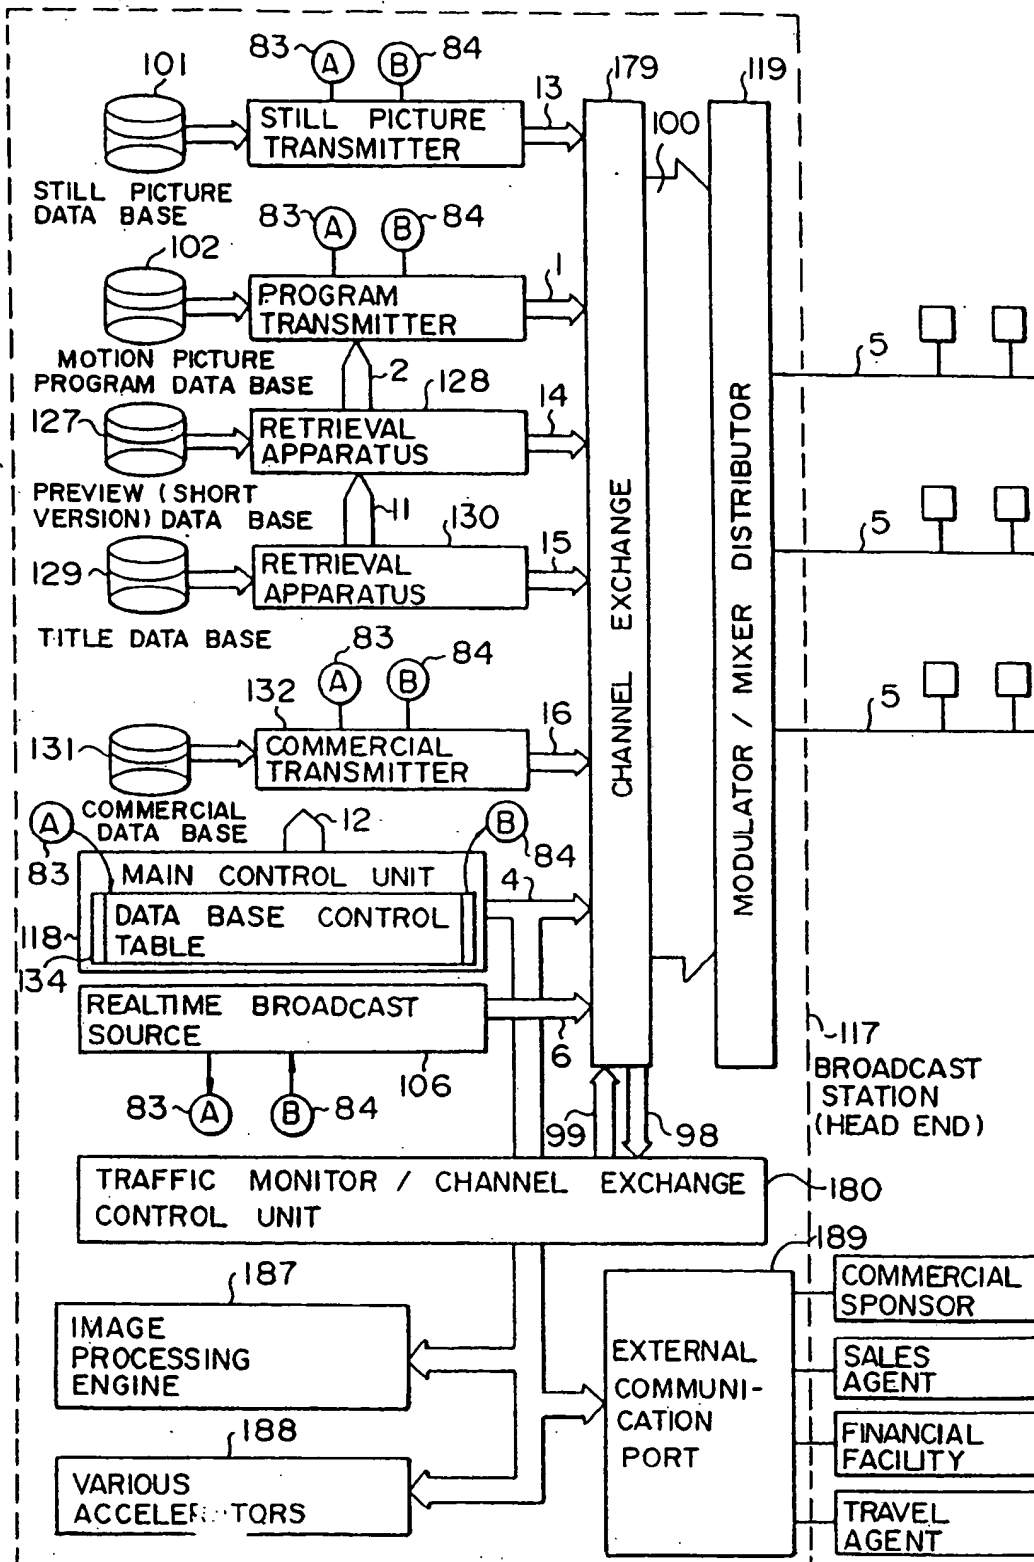 83 A B 84
101 13 179 119
STILL PICTURE
TRANSMITTER
100
STILL PICTURE
DATA BASE
83 A B 84
102 1
PROGRAM
TRANSMITTER
MOTION PICTURE
PROGRAM DATA BASE
2 128 5
127 14
RETRIEVAL
APPARATUS
PREVIEW (SHORT
VERSION) DATA BASE
11 130 5
129 15
RETRIEVAL
APPARATUS
TITLE DATA BASE
83 A B 84
132 16 5
131
COMMERCIAL
TRANSMITTER
COMMERCIAL
DATA BASE
CHANNEL EXCHANGE
MODULATOR / MIXER DISTRIBUTOR
A 83 12 B 84
MAIN CONTROL UNIT
4
DATA BASE CONTROL
TABLE
118
134
REALTIME BROADCAST
SOURCE
6
106
83 A B 84
117
BROADCAST
STATION
(HEAD END)
99 98
TRAFFIC MONITOR / CHANNEL EXCHANGE
CONTROL UNIT
180
187
IMAGE
PROCESSING
ENGINE
188
VARIOUS
189
EXTERNAL
COMMUNI-
CATION
PORT
COMMERCIAL
SPONSOR
SALES
AGENT
FINANCIAL
FACILITY
TRAVEL
AGENT